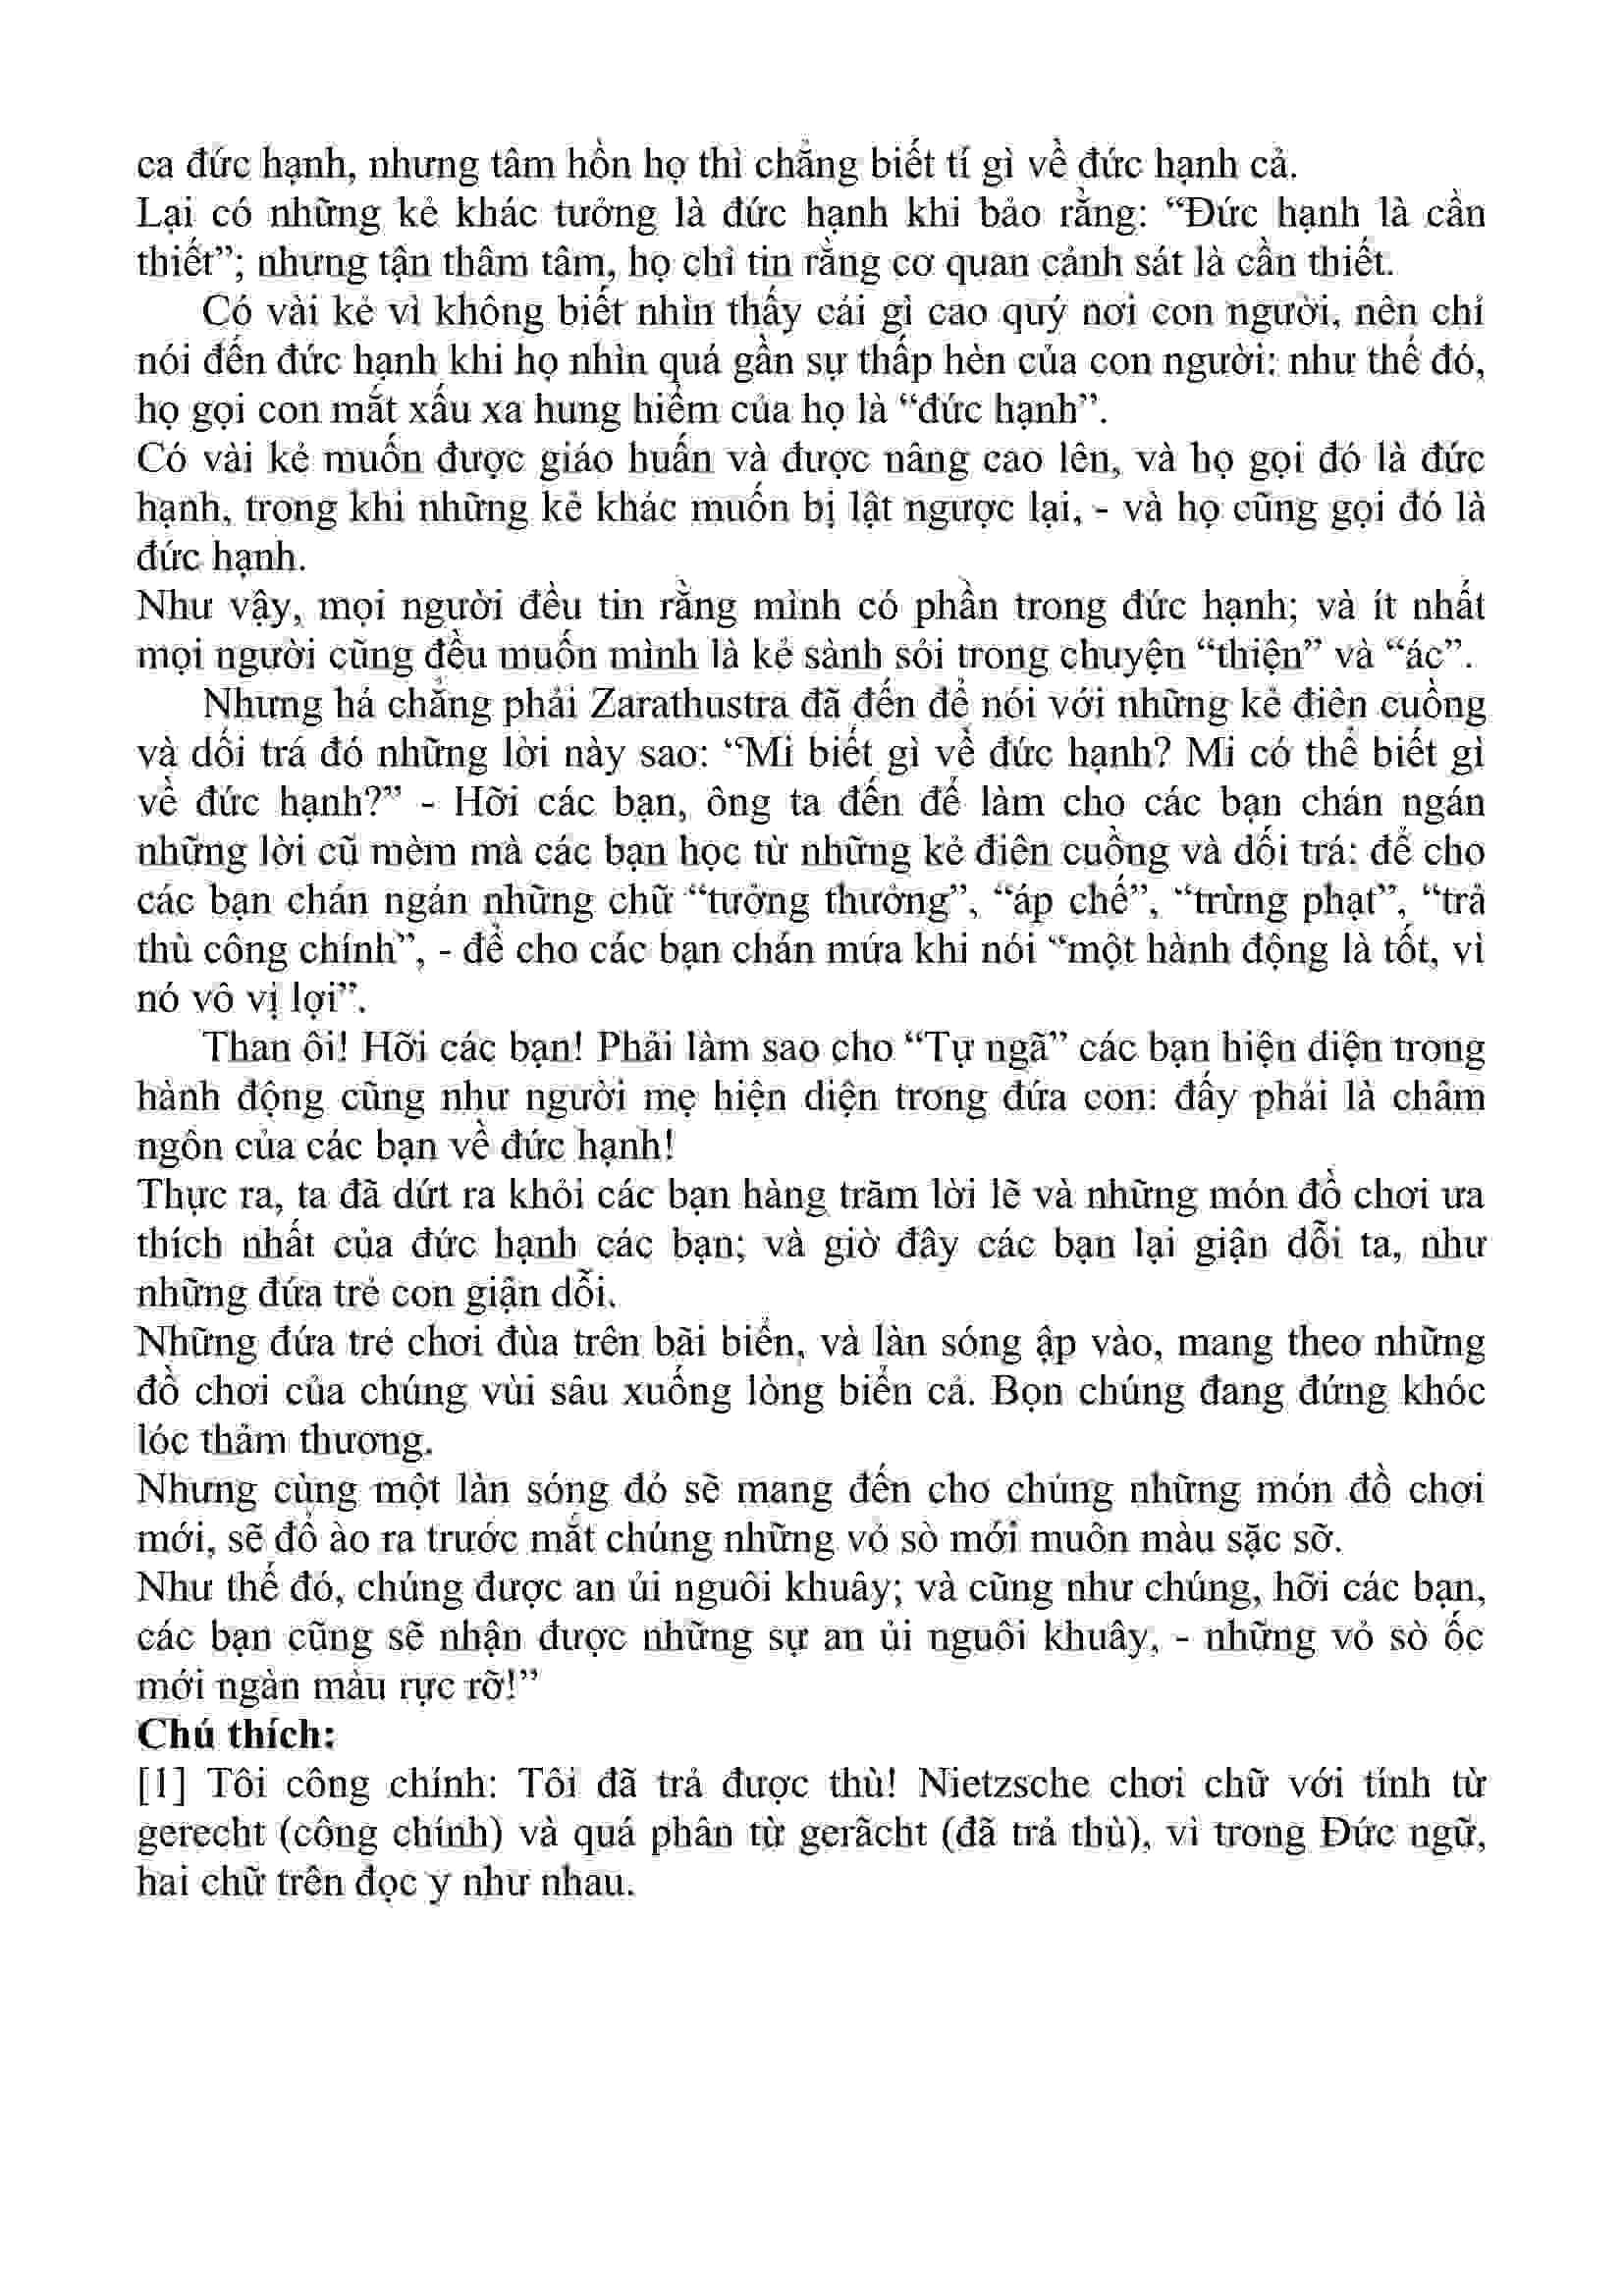 ca đức hạnh, nhưng tâm hồn họ thì chẳng biết tí gì về đức hạnh cả.
Lại có những kẻ khác tưởng là đức hạnh khi bảo rằng: “Đức hạnh là cần
thiết”; nhưng tận thâm tâm, họ chỉ tin rằng cơ quan cảnh sát là cần thiết.
Có vài kẻ vì không biết nhìn thấy cái gì cao quý nơi con người, nên chỉ
nói đến đức hạnh khi họ nhìn quá gần sự thấp hèn của con người: như thế đó,
họ gọi con mắt xấu xa hung hiểm của họ là “đức hạnh”.
Có vài kẻ muốn được giáo huấn và được nâng cao lên, và họ gọi đó là đức
hạnh, trong khi những kẻ khác muốn bị lật ngược lại, - và họ cũng gọi đó là
đức hạnh.
Như vậy, mọi người đều tin rằng mình có phần trong đức hạnh; và ít nhất
mọi người cũng đều muốn mình là kẻ sành sỏi trong chuyện “thiện” và “ác”.
Nhưng há chẳng phải Zarathustra đã đến để nói với những kẻ điên cuồng
và dối trá đó những lời này sao: “Mi biết gì về đức hạnh? Mi có thể biết gì
về đức hạnh?” - Hỡi các bạn, ông ta đến để làm cho các bạn chán ngán
những lời cũ mèm mà các bạn học từ những kẻ điên cuồng và dối trá: để cho
các bạn chán ngán những chữ “tưởng thưởng”, “áp chế”, “trừng phạt”, “trả
thù công chính”, - để cho các bạn chán mứa khi nói “một hành động là tốt, vì
nó vô vị lợi”.
Than ôi! Hỡi các bạn! Phải làm sao cho “Tự ngã” các bạn hiện diện trong
hành động cũng như người mẹ hiện diện trong đứa con: đấy phải là châm
ngôn của các bạn về đức hạnh!
Thực ra, ta đã dứt ra khỏi các bạn hàng trăm lời lẽ và những món đồ chơi ưa
thích nhất của đức hạnh các bạn; và giờ đây các bạn lại giận dỗi ta, như
những đứa trẻ con giận dỗi.
Những đứa trẻ chơi đùa trên bãi biển, và làn sóng ập vào, mang theo những
đồ chơi của chúng vùi sâu xuống lòng biển cả. Bọn chúng đang đứng khóc
lóc thảm thương.
Nhưng cùng một làn sóng đó sẽ mang đến cho chúng những món đồ chơi
mới, sẽ đổ ào ra trước mắt chúng những vỏ sò mới muôn màu sặc sỡ.
Như thế đó, chúng được an ủi nguôi khuây; và cũng như chúng, hỡi các bạn,
các bạn cũng sẽ nhận được những sự an ủi nguôi khuây, - những vỏ sò ốc
mới ngàn màu rực rỡ!”
Chú thích:
[1] Tôi công chính: Tôi đã trả được thù! Nietzsche chơi chữ với tính từ
gerecht (công chính) và quá phân từ gerächt (đã trả thù), vì trong Đức ngữ,
hai chữ trên đọc y như nhau.